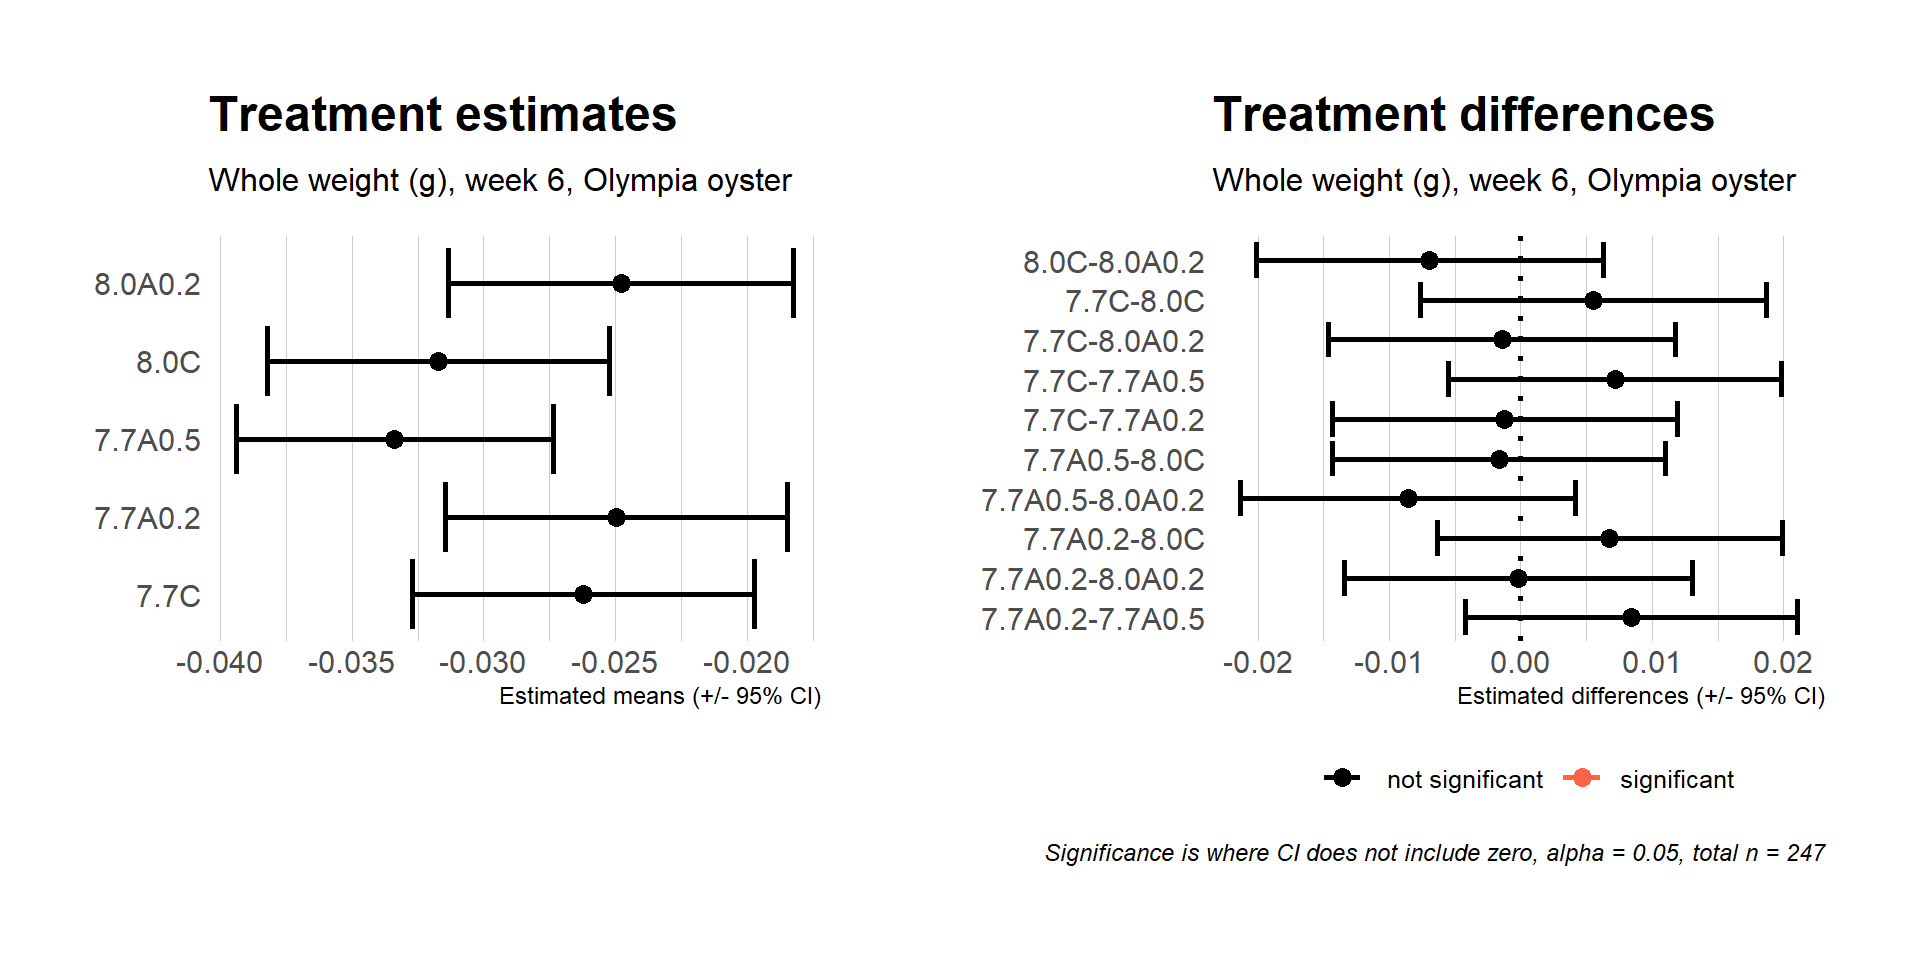 Treatment estimates
Whole weight (g), week 6, Olympia oyster
8.0A0.2
8.0C
7.7A0.5
7.7A0.2
7.7C
-0.040 -0.035 -0.030 -0.025 -0.020
Estimated means (+/- 95% CI)
Treatment differences
Whole weight (g), week 6, Olympia oyster
8.0C-8.0A0.2
7.7C-8.0C
7.7C-8.0A0.2
7.7C-7.7A0.5
7.7C-7.7A0.2
7.7A0.5-8.0C
7.7A0.5-8.0A0.2
7.7A0.2-8.0C
7.7A0.2-8.0A0.2
7.7A0.2-7.7A0.5
-0.02 -0.01 0.00 0.01 0.02
Estimated differences (+/- 95% CI)
not significant significant
Significance is where CI does not include zero, alpha = 0.05, total n = 247